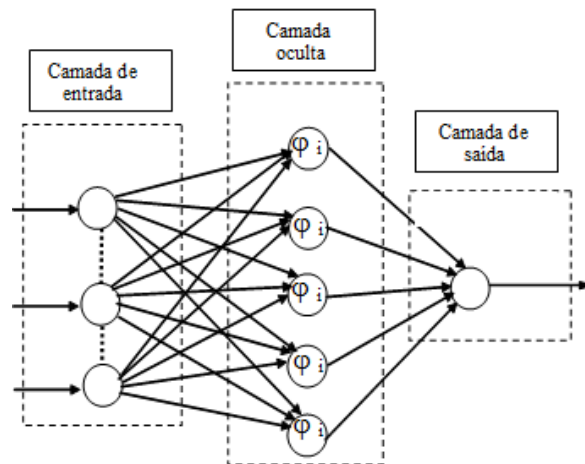 Camada de
entrada
Camada
oculta
Camada de
saída
φ i
φ i
φ i
φ i
φ i